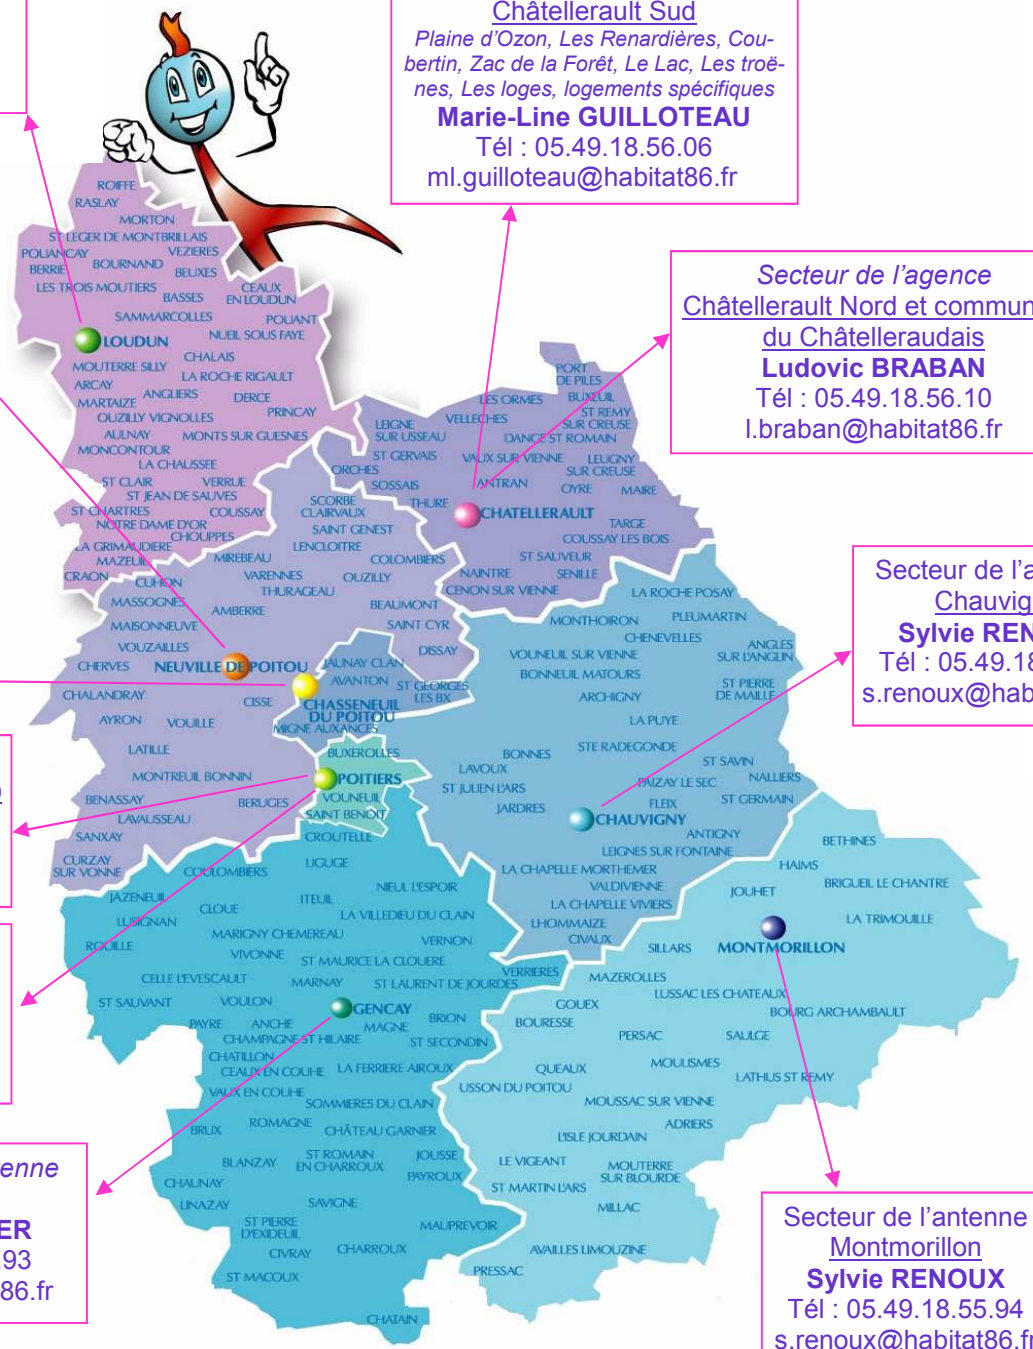 Châtellerault Sud
Plaine d’Ozon, Les Renardières, Cou-
bertin, Zac de la Forêt, Le Lac, Les troë-
nes, Les loges, logements spécifiques
Marie-Line GUILLOTEAU
Tél : 05.49.18.56.06
ml.guilloteau@habitat86.fr
Secteur de l’agence
Châtellerault Nord et commun
du Châtelleraudais
Ludovic BRABAN
Tél : 05.49.18.56.10
l.braban@habitat86.fr
Secteur de l’a
Chauvig
Sylvie REN
Tél : 05.49.18
s.renoux@hab
enne
ER
.93
86.fr
Secteur de l’antenne
Montmorillon
Sylvie RENOUX
Tél : 05.49.18.55.94
s.renoux@habitat86.fr
ROIFFE
RASLAY
MORTON
ST LEGER DE MONTBRILLAIS
POUANCAY
VEZIERES
BERRIE
BOURNAND
BEUXES
LES TROIS MOUTIERS
CEAUX
EN LOUDUN
BASSES
SAMMARCOLLES
POUANT
LOUDUN
NUEIL SOUS FAYE
MOUTERRE SILLY
CHALAIS
LA ROCHE RIGAULT
ARCAY
ANGLIERS
DERCE
MARTAIZE
PRINCAY
OUZILLY VIGNOLLES
AULNAY
MONTS SUR GUESNES
MONCONTOUR
LA CHAUSSEE
ST CLAIR
VERRUE
ST JEAN DE SAUVES
ST CHARTRES
COUSSAY
NOTRE DAME D'OR
CHOUPPES
LA GRIMAUDIERE
MAZEUIL
CRAON
PORT
DE PILES
LES ORMES
BUXEUIL
VELLECHES
ST REMY
SUR CREUSE
LEIGNE
SUR USSEAU
DANGE ST ROMAIN
ST GERVAIS
VAUX SUR VIENNE
LEUGNY
SUR CREUSE
ORCHES
SOSSAIS
ANTRAN
OYRE
MAIRE
THURE
CHATELLERAULT
TARGE
COUSSAY LES BOIS
ST SAUVEUR
NAINTRE
SENILLE
CENON SUR VIENNE
SCORBE
CLAIRVAUX
SAINT GENEST
LENCLOITRE
MIREBEAU
COLOMBIERS
CUHON
VARENNES
OUZILLY
THURAGEAU
MASSOGNES
AMBERRE
BEAUMONT
MAISONNEUVE
SAINT CYR
VOUZAILLES
DISSAY
CHERVES
NEUVILLE DE POITOU
JAUNAY CLAN
AVANTON
ST GEORGES
LES BX
CHALANDRAY
CISSE
CHASSENEUIL
DU POITOU
AYRON
VOUILLE
MIGNE AUXANCES
LATILLE
BUXEROLLES
MONTREUIL BONNIN
POITIERS
BENASSAY
BERUGES
VOUNEUIL
LAVAUSSEAU
SAINT BENOIT
SANXAY
CURZAY
SUR VONNE
LA ROCHE POSAY
MONTHOIRON
PLEUMARTIN
CHENEVELLES
VOUNEUIL SUR VIENNE
ANGLES
SUR L'ANGLIN
BONNEUIL MATOURS
ARCHIGNY
ST PIERRE
DE MAILLE
LA PUYE
BONNES
STE RADEGONDE
LAVOUX
ST SAVIN
ST JULIEN L'ARS
PAIZAY LE SEC
NALLIERS
JARDRES
FLEIX
ST GERMAIN
CHAUVIGNY
ANTIGNY
LEIGNES SUR FONTAINE
LA CHAPELLE MORTHEMER
VALDIVIENNE
LA CHAPELLE VIVIERS
LHOMMAIZE
CIVAUX
CROUTELLE
COULOMBIERS
LIGUGE
JAZENEUIL
NIEUL L'ESPOIR
CLOUE
ITEUIL
LUSIGNAN
LA VILLEDIEU DU CLAIN
ROUILLE
MARIGNY CHEMEREAU
VERNON
VIVONNE
ST MAURICE LA CLOUERE
CELLE L'EVESCAULT
MARNAY
ST LAURENT DE JOURDES
VERRIERES
ST SAUVANT
VOULON
GENCAY
PAYRE
ANCHE
MAGNE
BRION
CHAMPAGNE ST HILAIRE
ST SECONDIN
CHATILLON
CEAUX EN COUHE
LA FERRIERE AIROUX
VAUX EN COUHE
SOMMIERES DU CLAIN
BRUX
ROMAGNE
CHÂTEAU GARNIER
BLANZAY
ST ROMAIN
EN CHARROUX
JOUSSE
CHAUNAY
PAYROUX
LINAZAY
SAVIGNE
ST PIERRE
D'EXIDEUIL
MAUPREVOIR
CIVRAY
CHARROUX
ST MACOUX
CHATAIN
BETHINES
HAIMS
JOUHET
BRIGUEIL LE CHANTRE
LA TRIMOUILLE
SILLARS
MONTMORILLON
MAZEROLLES
LUSSAC LES CHATEAUX
GOUEX
BOURG ARCHAMBAULT
BOURESSE
PERSAC
SAULGE
QUEAUX
MOULISMES
LATHUS ST REMY
USSON DU POITOU
MOUSSAC SUR VIENNE
ADRIERS
L'ISLE JOURDAIN
LE VIGEANT
MOUTERRE
SUR BLOURDE
ST MARTIN L'ARS
MILLAC
AVAILLES LIMOUZINE
PRESSAC